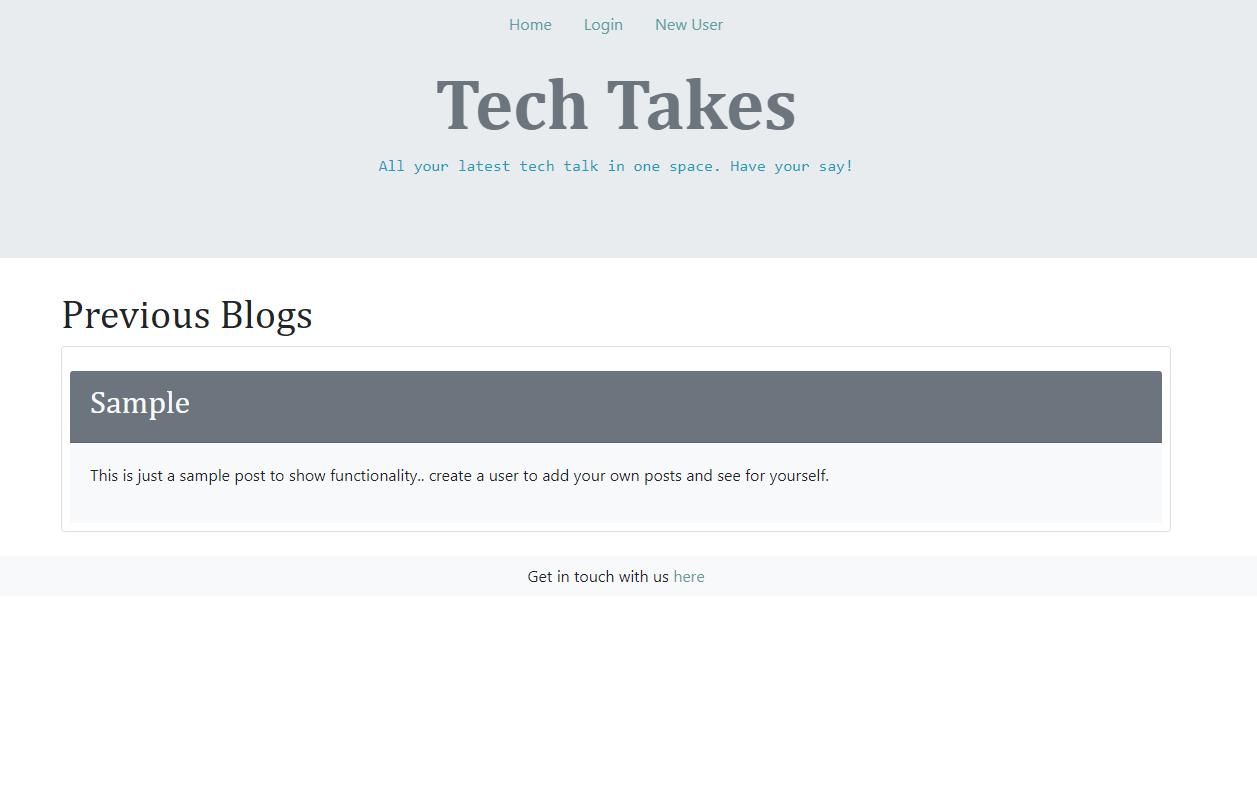 Home Login New User
Tech Takes
All your latest tech talk in one space. Have your say!
Previous Blogs
Sample
This is just a sample post to show functionality.. create a user to add your own posts and see for yourself.
Get in touch with us here